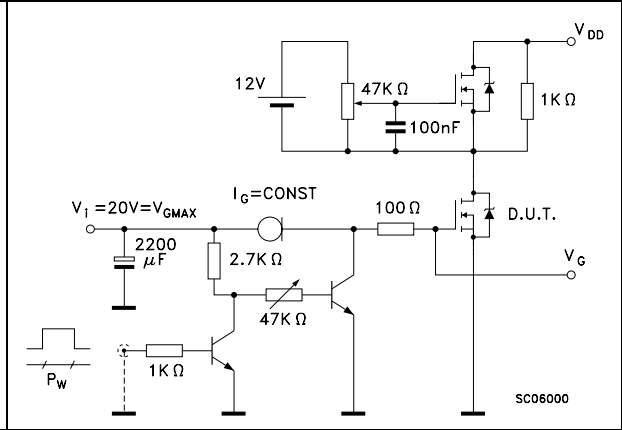 V DD
12V
47K Ω
1K Ω
100nF
I G=CONST
V i =20V=V GMAX
100 Ω
D.U.T.
2200
μF
2.7K Ω
V G
47K Ω
1K Ω
P W
SC06000